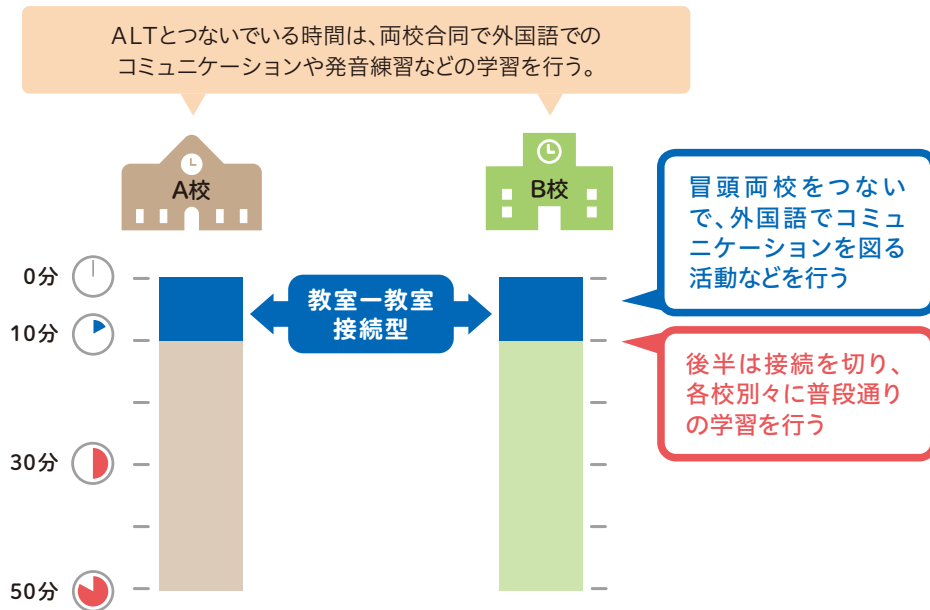 ALTとつないでいる時間は、両校合同で外国語での
コミュニケーションや発音練習などの学習を行う。
A校
B校
冒頭両校をつない
で、外国語でコミュ
ニケーションを図る
活動などを行う
0分
教室ー教室
接続型
10分
後半は接続を切り、
各校別々に普段通り
の学習を行う
30分
50分